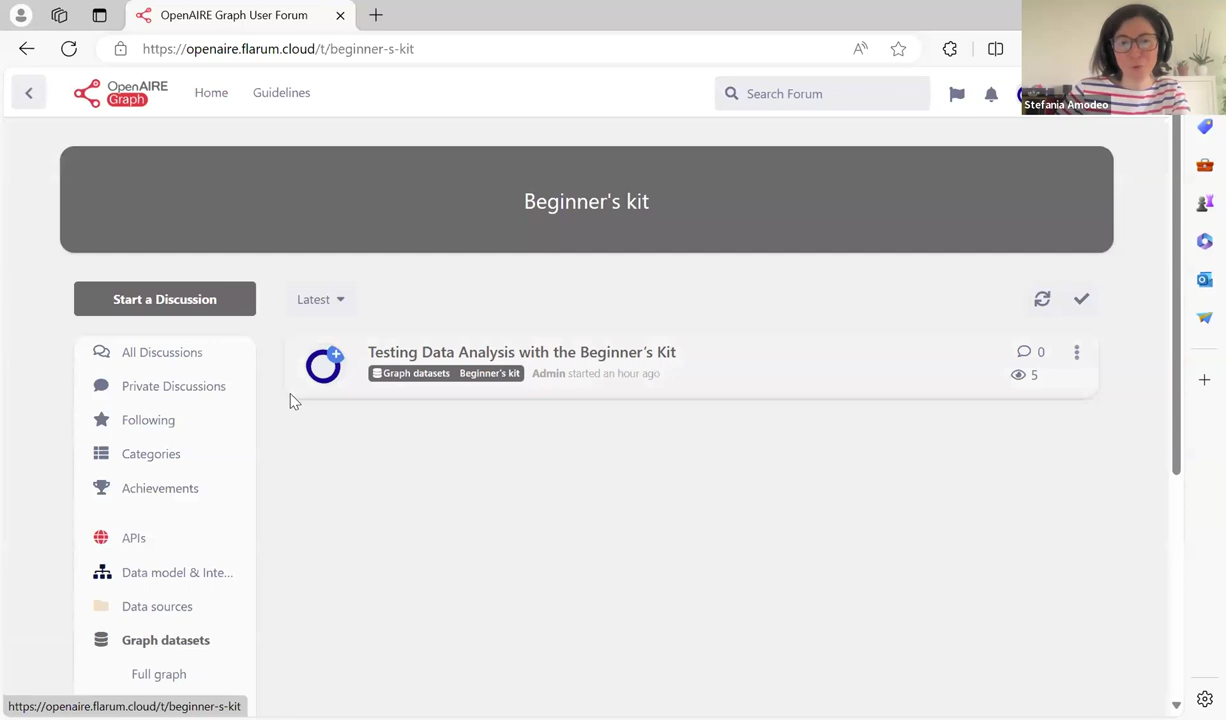 OpenAIRE Graph User Forum
https://openaire.flarum.cloud/t/beginner-s-kit
OpenAIRE
Graph
Home
Guidelines
Search Forum
Stefania Amodeo
Beginner's kit
Start a Discussion
Latest
All Discussions
Private Discussions
Following
Categories
Achievements
APIs
Data model & Inte...
Data sources
Graph datasets
Full graph
Testing Data Analysis with the Beginner's Kit
Graph datasets Beginner's kit Admin started an hour ago
0
5
https://openaire.flarum.cloud/t/beginner-s-kit